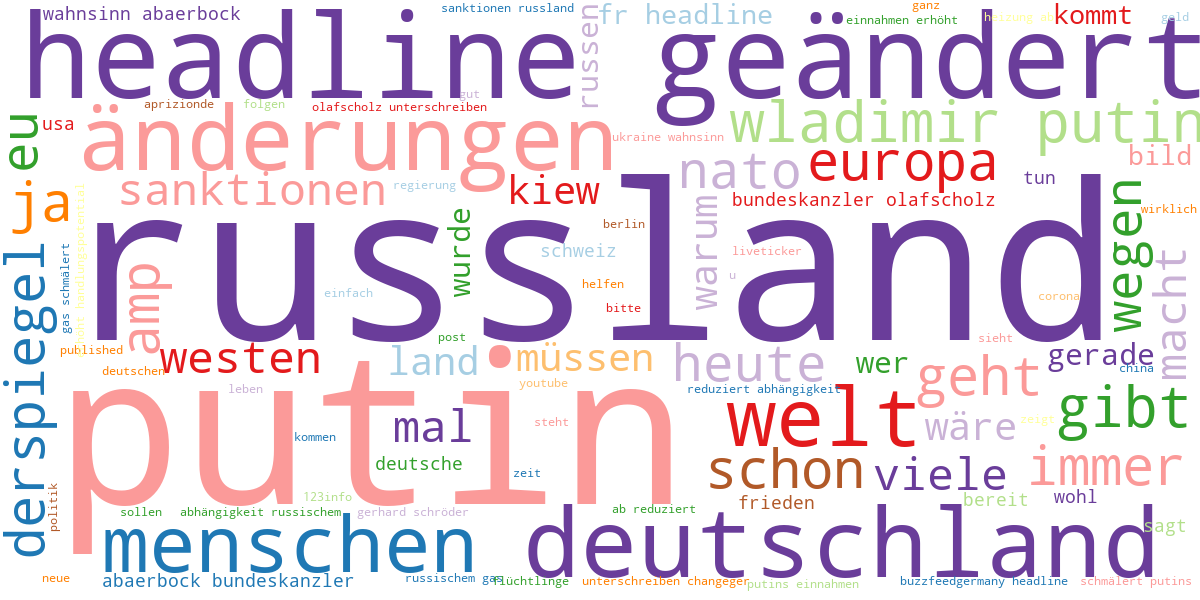 wahnsinn abaerbock
sanktionen russland
ganz
fr headline
einnahmen erhöht
heizung ab
kommt
geld
headline
russen
geändert
gut
aprizionde
folgen
olafscholz unterschreiben
usa
eu
änderungen
ukraine wahnsinn
wladimir putin
bild
nato
europa
tun
ja
sanktionen
regierung
kiew
bundeskanzler olafscholz
wirklich
russland
wurde
berlin
warum
wegen
schweiz
liveticker
u
macht
derspiegel
gas schmälert
amp
einfach
helfen
bitte
corona
post
sieht
published
deutschen
westen
land
müssen
heute
wer
gerade
china
geht
leben
youtube
reduziert abhängigkeit
putin
welt
gibt
mal
steht
wäre
zeigt
kommen
deutsche
zeit
schon
viele
immer
politik
123info
frieden
bereit
wohl
sollen
abhängigkeit russischem
gerhard schröder
ab reduziert
sagt
menschen
deutschland
neue
abaerbock bundeskanzler
russischem gas
flüchtlinge
unterschreiben changeger
putins einnahmen
buzzfeedgermany headline
schmälert putins